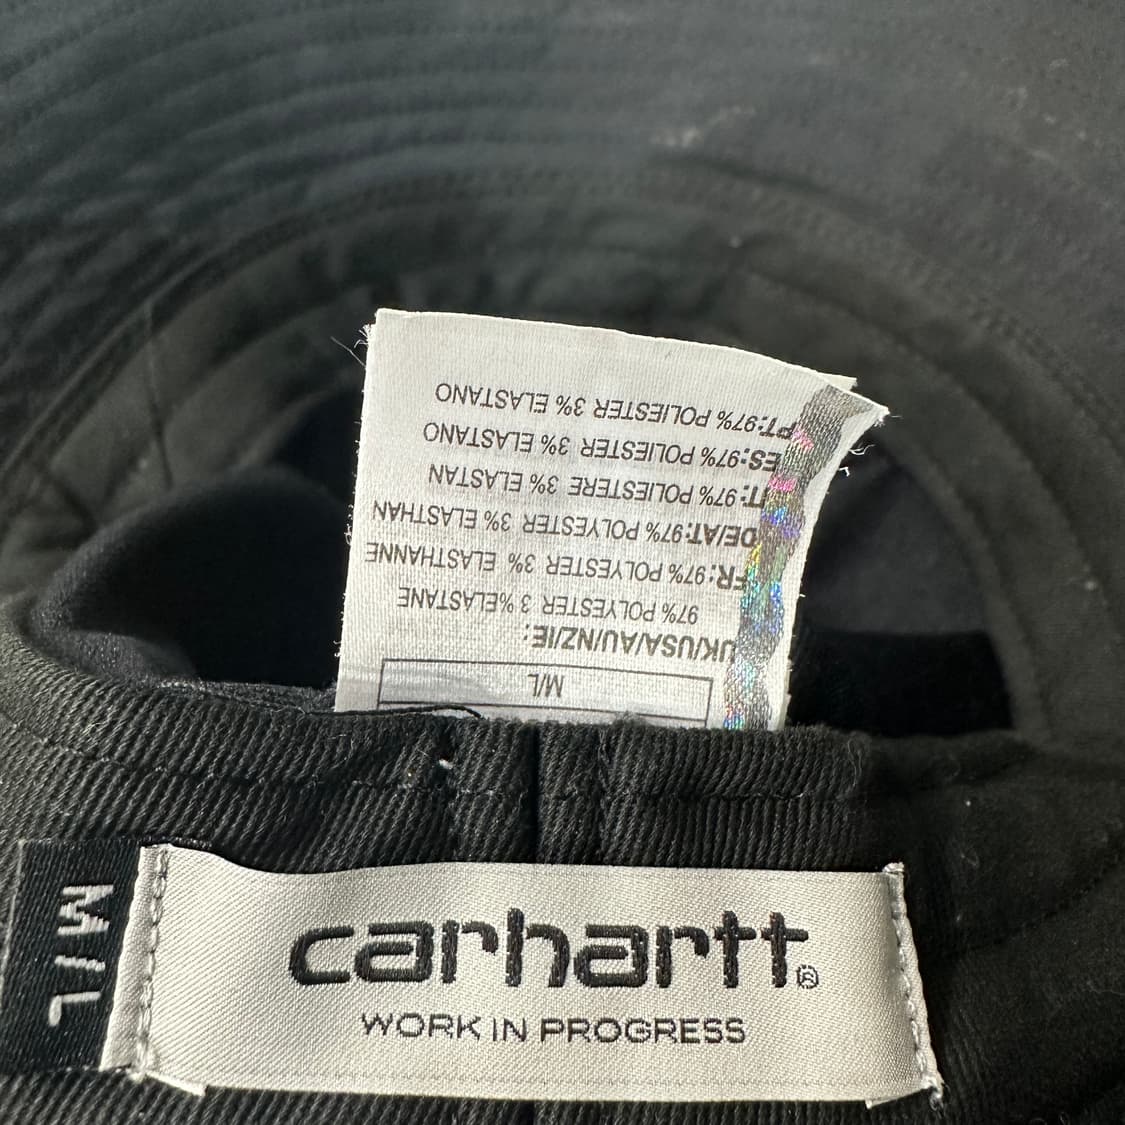 M/L
UK/USA/AU/NZ/IE:
97% POLYESTER 3 %ELASTANE
FR:97% POLYESTER 3% ELASTHANNE
DE/AT:97% POLYESTER 3% ELASTHAN
IT:97% POLIESTERE 3% ELASTAN
ES:97% POLIESTER 3% ELASTANO
PT:97% POLIESTER 3% ELASTANO
M/L
carhartt®
WORK IN PROGRESS